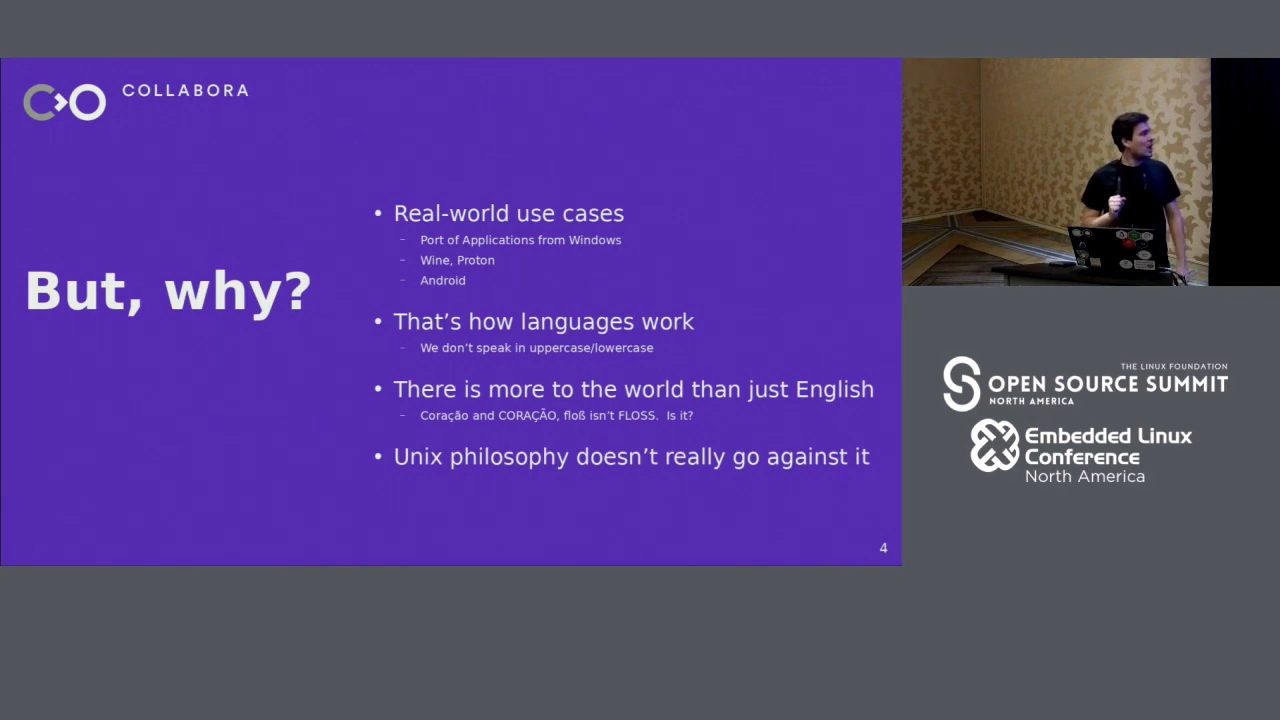 COLLABORA
But, why?
• Real-world use cases
– Port of Applications from Windows
– Wine, Proton
– Android
• That’s how languages work
– We don’t speak in uppercase/lowercase
• There is more to the world than just English
– Coração and CORAÇÃO, floß isn’t FLOSS. Is it?
• Unix philosophy doesn’t really go against it
4
THE LINUX FOUNDATION
OPEN SOURCE SUMMIT
NORTH AMERICA
Embedded Linux
Conference
North America